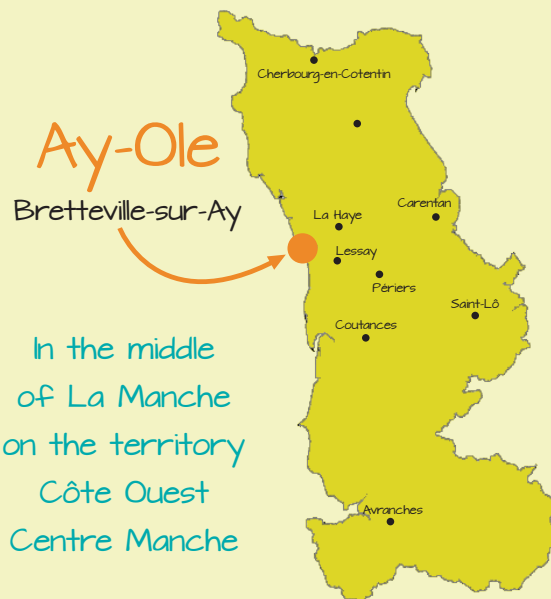 Cherbourg-en-Cotentin
Ay-Ole
Bretteville-sur-Ay
La Haye
Carentan
Lessay
Périers
Saint-Lô
Coutances
In the middle
of La Manche
on the territory
Côte Ouest
Centre Manche
Avranches